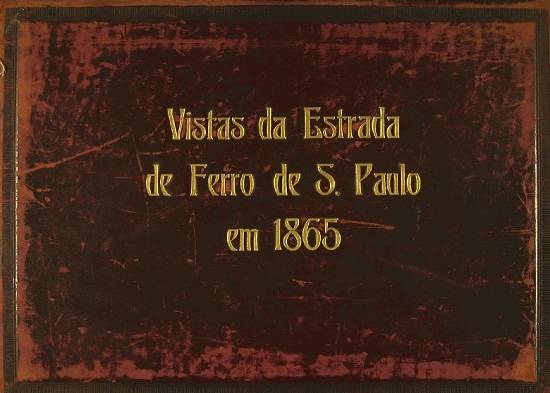 Vistas da Estrada
de Ferro de S. Paulo
em 1865